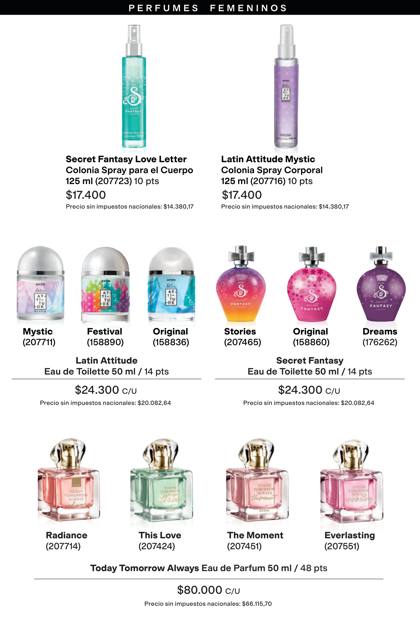 PERFUMES FEMENINOS
Secret Fantasy Love Letter
Colonia Spray para el Cuerpo
125 ml (207723) 10 pts
$17.400
Precio sin impuestos nacionales: $14.380,17
Latin Attitude Mystic
Colonia Spray Corporal
125 ml (207716) 10 pts
$17.400
Precio sin impuestos nacionales: $14.380,17
Mystic
(207711)
Festival
(158890)
Original
(158836)
Stories
(207465)
Original
(158860)
Dreams
(176262)
Latin Attitude
Eau de Toilette 50 ml / 14 pts
$24.300 C/U
Precio sin impuestos nacionales: $20.082,64
Secret Fantasy
Eau de Toilette 50 ml / 14 pts
$24.300 C/U
Precio sin impuestos nacionales: $20.082,64
Radiance
(207714)
This Love
(207424)
The Moment
(207451)
Everlasting
(207551)
Today Tomorrow Always Eau de Parfum 50 ml / 48 pts
$80.000 C/U
Precio sin impuestos nacionales: $66.115,70